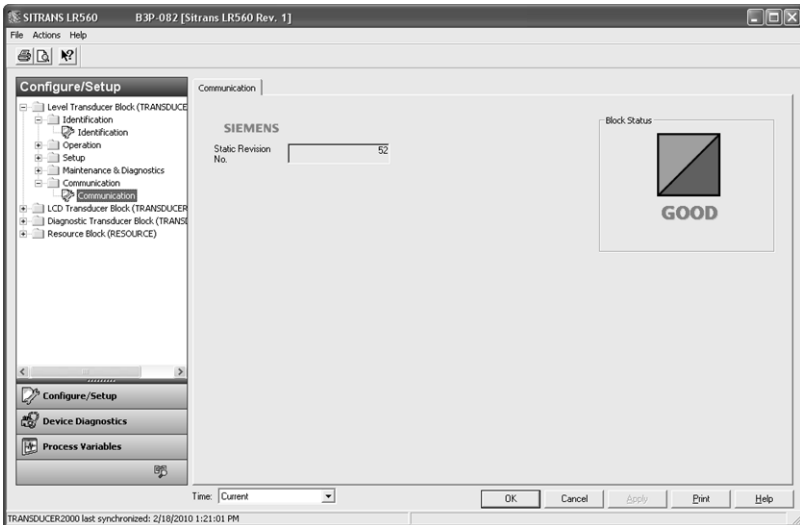 SITRANS LR560 B3P-082 [Sitrans LR560 Rev. 1]
File Actions Help
Configure/Setup
Level Transducer Block (TRANSDUCE
Identification
Identification
Operation
Setup
Maintenance & Diagnostics
Communication
Communication
LCD Transducer Block (TRANSDUCER
Diagnostic Transducer Block (TRANSD
Resource Block (RESOURCE)
Configure/Setup
Device Diagnostics
Process Variables
Communication
SIEMENS
Static Revision
No.
52
Block Status
GOOD
Time: Current
OK Cancel Apply Print Help
TRANSDUCER2000 last synchronized: 2/18/2010 1:21:01 PM